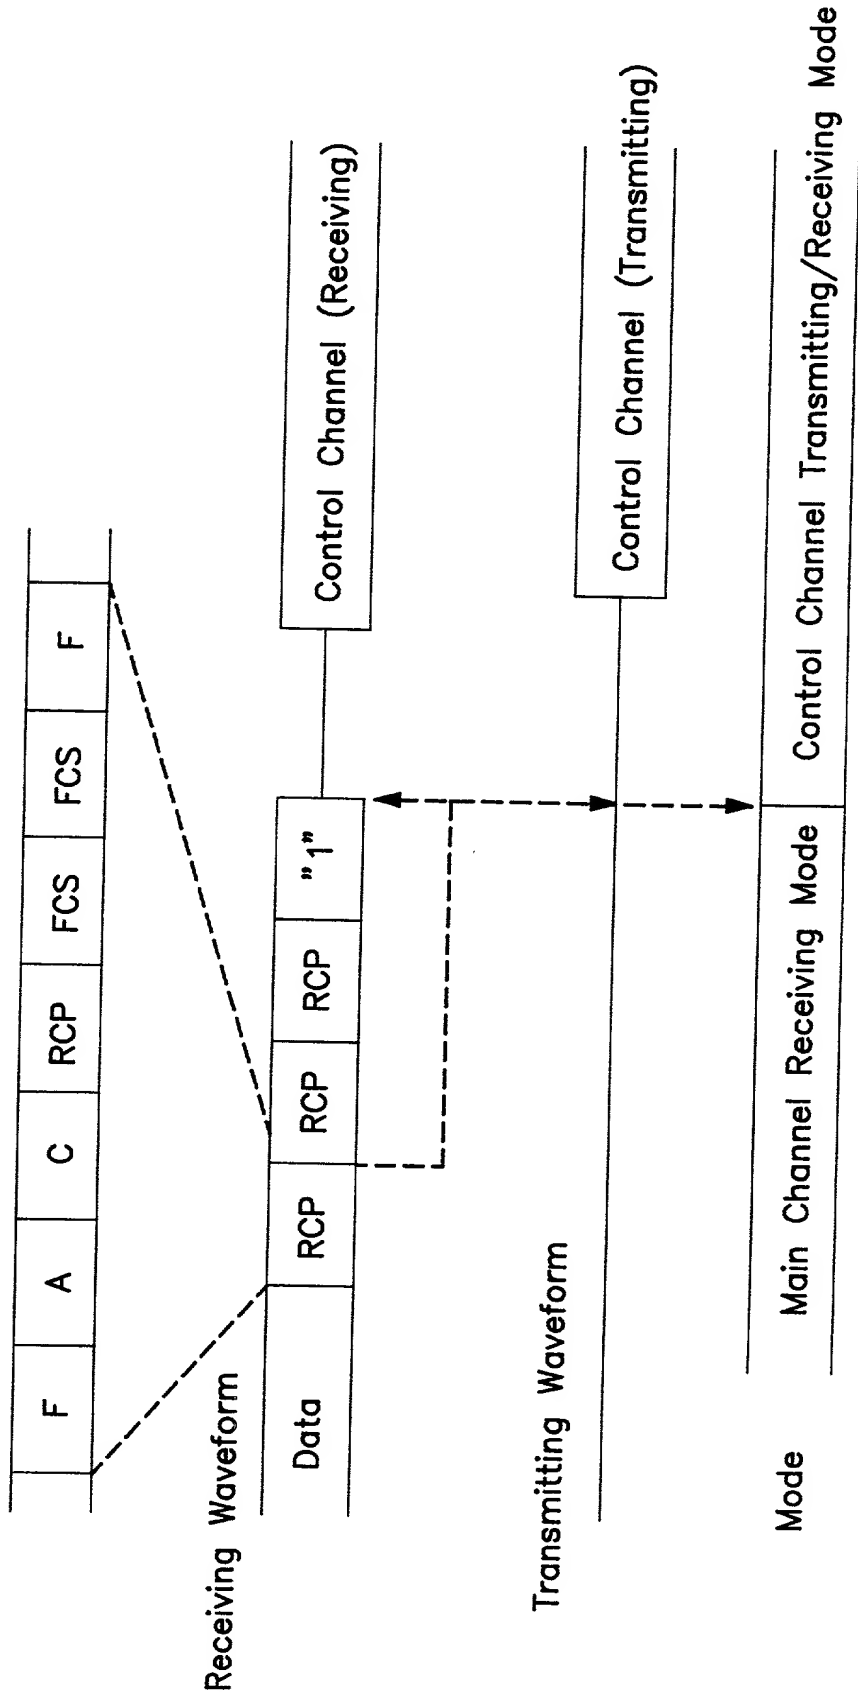 F A C RCP FCS FCS F
Receiving Waveform
Data RCP RCP RCP "1" Control Channel (Receiving)
Transmitting Waveform
Control Channel (Transmitting)
Mode Main Channel Receiving Mode Control Channel Transmitting/Receiving Mode